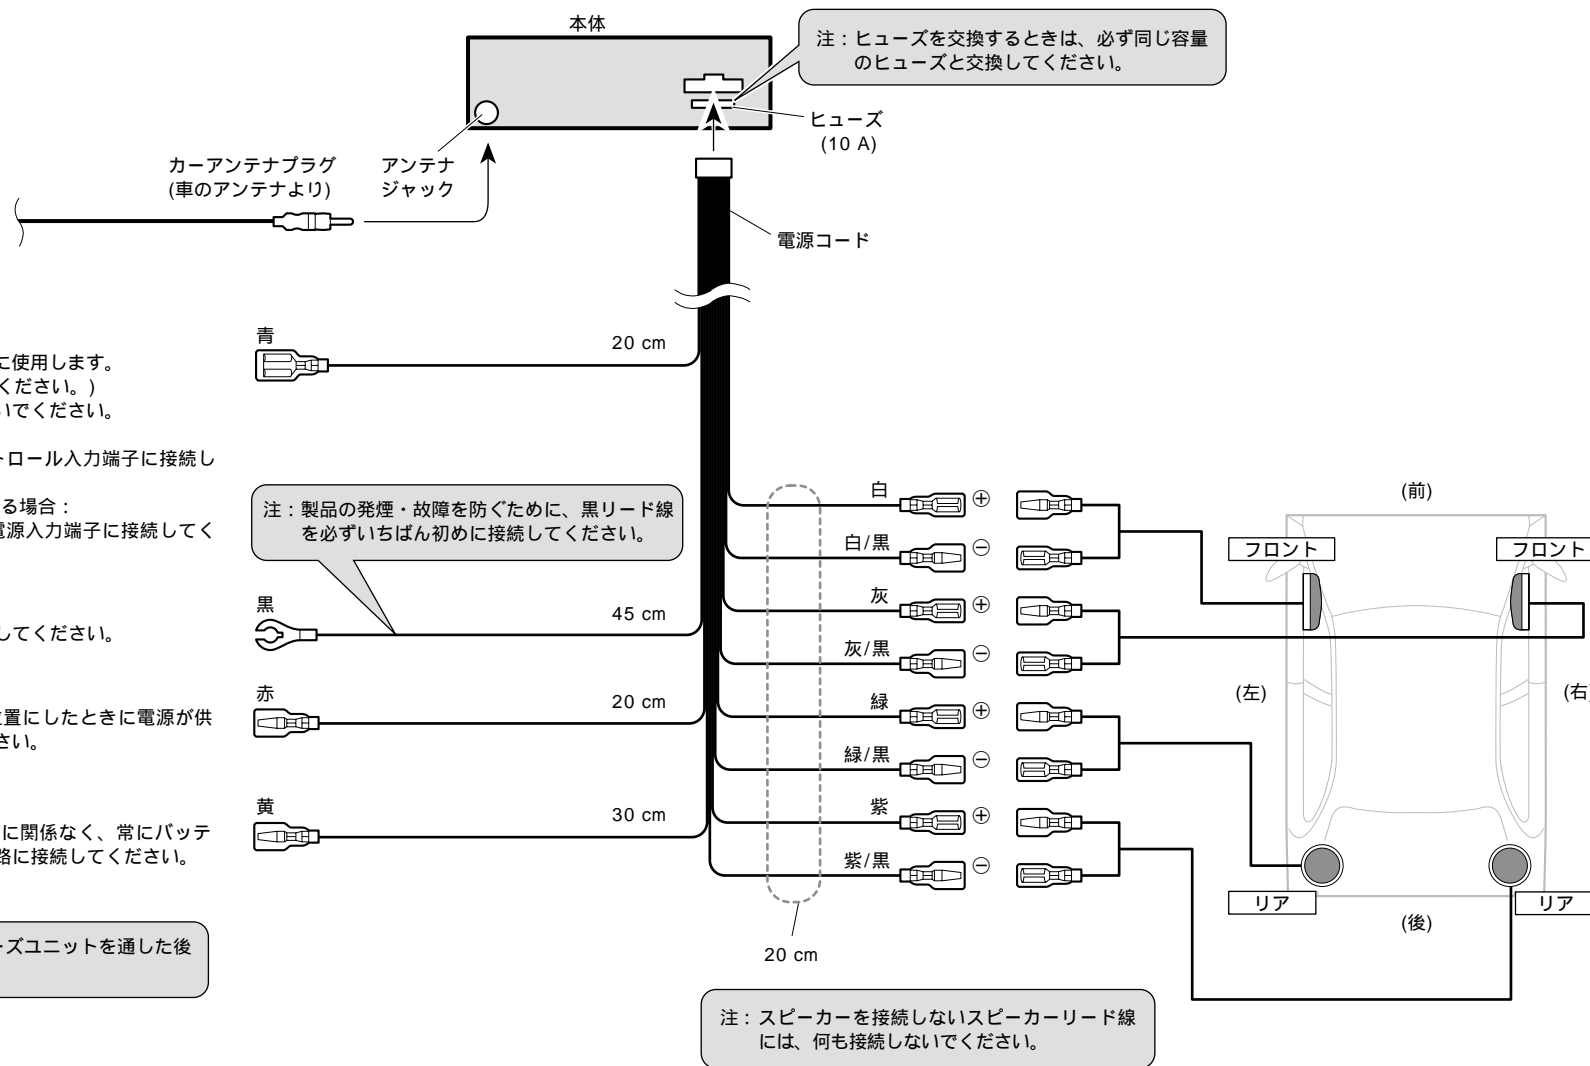 本体
注：ヒューズを交換するときは、必ず同じ容量
のヒューズと交換してください。
ヒューズ
(10 A)
カーアンテナプラグ
(車のアンテナより)
アンテナ
ジャック
電源コード
青
20 cm
に使用します。
ください。)
いでください。
トロール入力端子に接続し
る場合：
電源入力端子に接続してく
注：製品の発煙・故障を防ぐために、黒リード線
を必ずいちばん初めに接続してください。
黒
45 cm
してください。
赤
20 cm
位置にしたときに電源が供
さい。
黄
30 cm
に関係なく、常にバッテ
路に接続してください。
ーズユニットを通した後
白
⊕
白/黒
⊖
灰
⊕
灰/黒
⊖
緑
⊕
緑/黒
⊖
紫
⊕
紫/黒
⊖
20 cm
(前)
フロント
フロント
(左)
(右)
リア
リア
(後)
注：スピーカーを接続しないスピーカーリード線
には、何も接続しないでください。